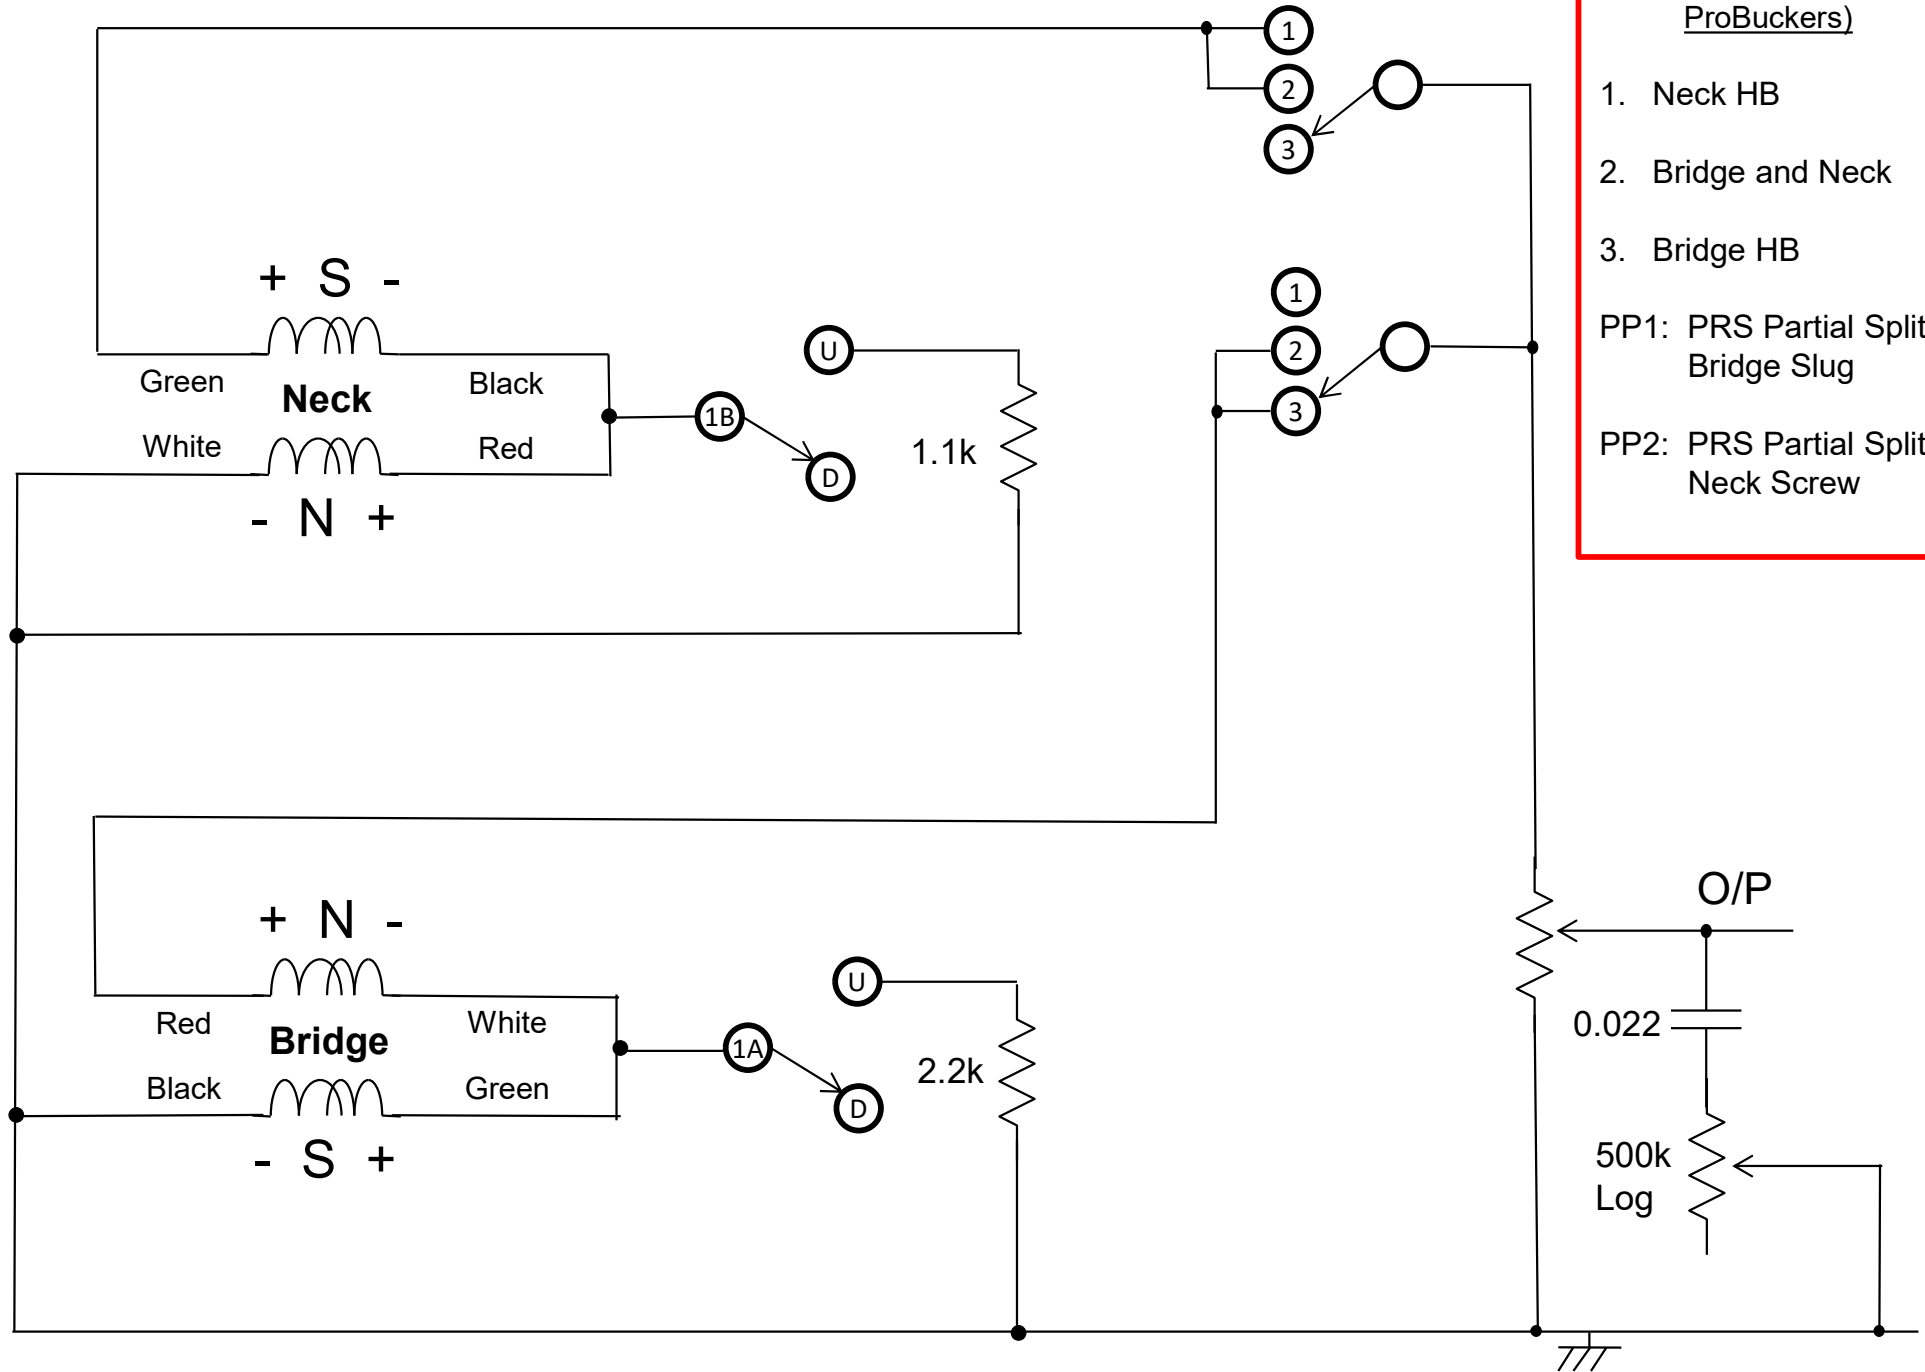 ProBuckers)
1. Neck HB
2. Bridge and Neck
3. Bridge HB
PP1: PRS Partial Split
Bridge Slug
PP2: PRS Partial Split
Neck Screw
1
2
3
1
2
3
+ S -
Green
Black
Neck
White
Red
- N +
1B
U
D
1.1k
+ N -
Red
White
Bridge
Black
Green
- S +
1A
U
D
2.2k
O/P
0.022
500k
Log